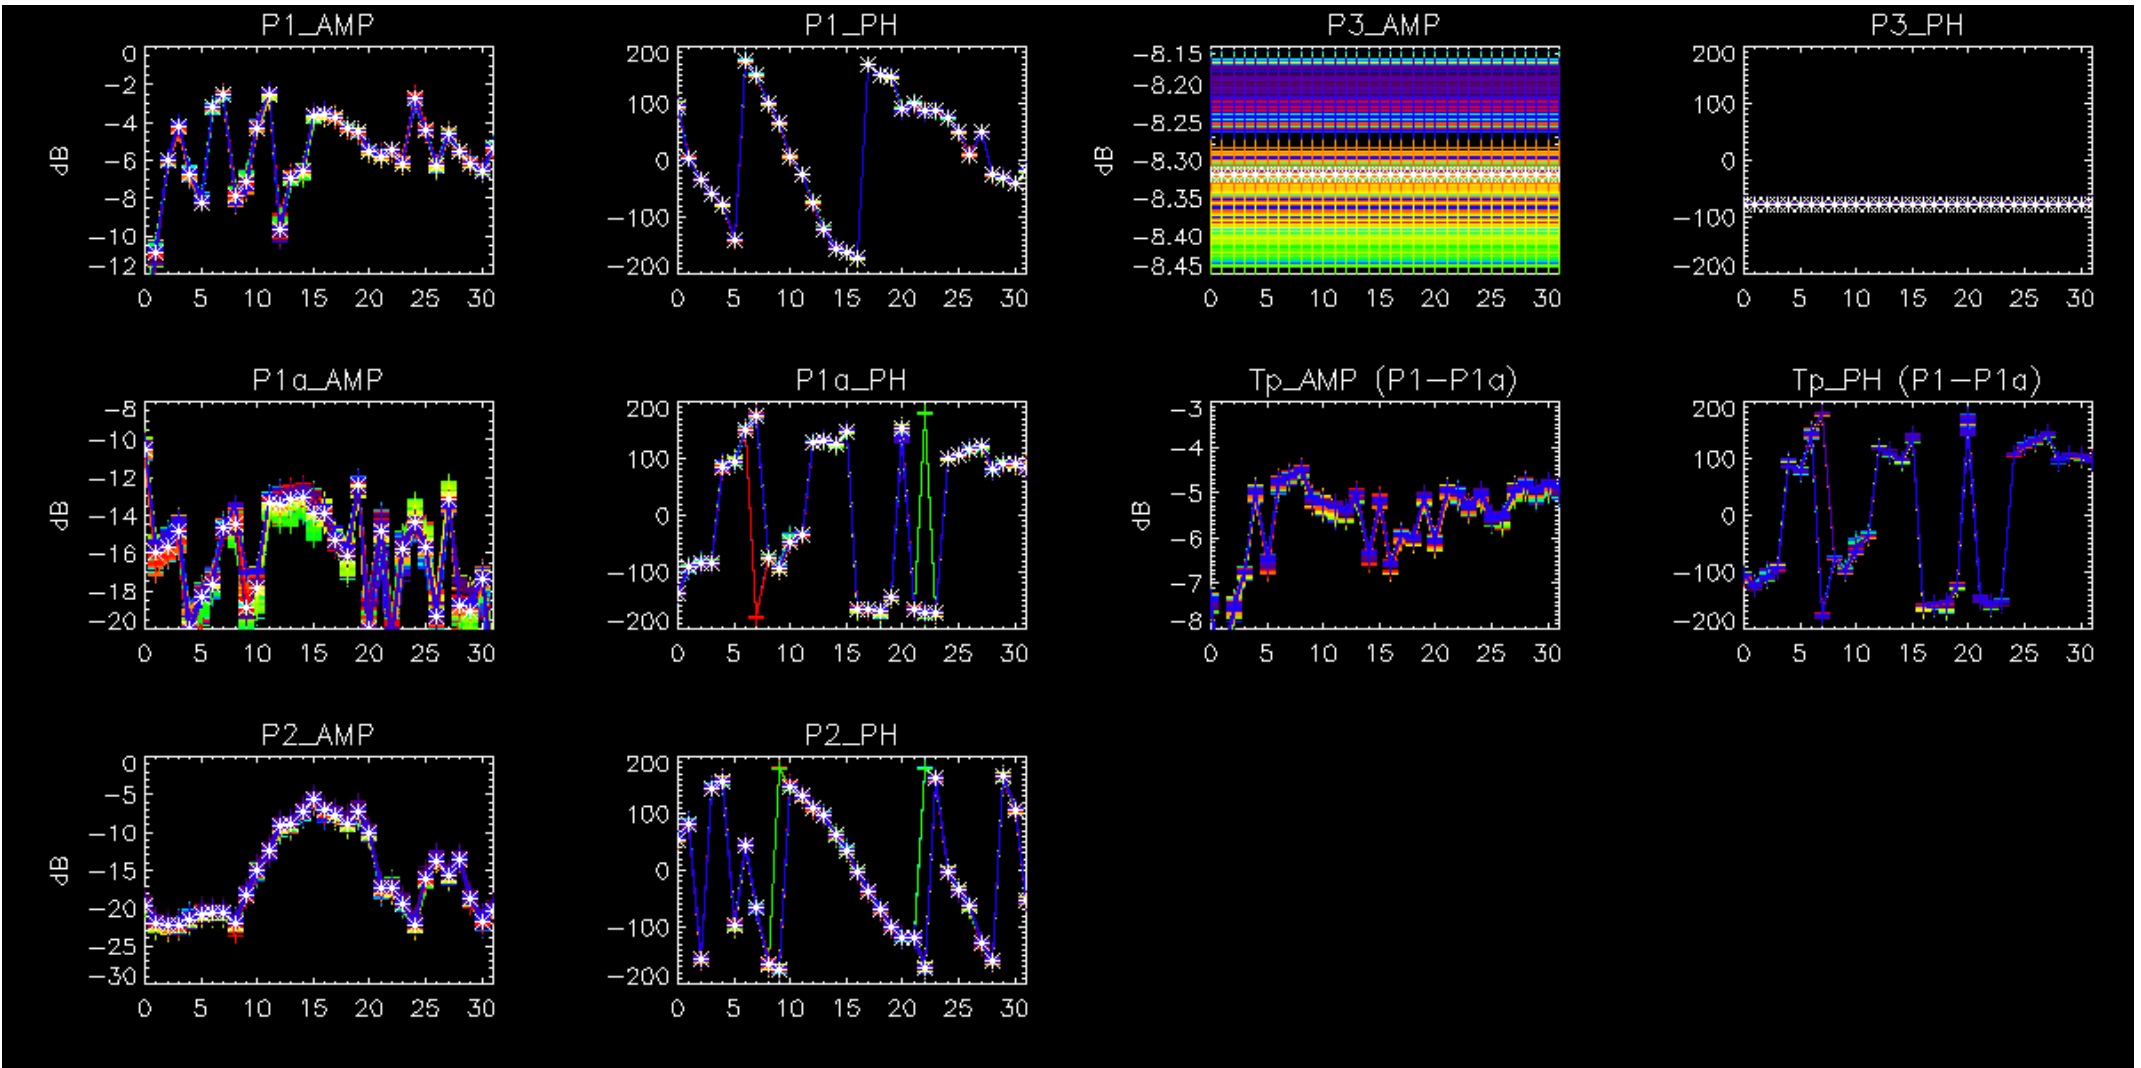 P1_AMP
P1_PH
P3_AMP
P3_PH
0
−2
−4
−6
−8
−10
−12
dB
0 5 10 15 20 25 30
200
100
0
−100
−200
0 5 10 15 20 25 30
−8.15
−8.20
−8.25
−8.30
−8.35
−8.40
−8.45
dB
0 5 10 15 20 25 30
200
100
0
−100
−200
0 5 10 15 20 25 30
P1a_AMP
P1a_PH
Tp_AMP (P1−P1a)
Tp_PH (P1−P1a)
−8
−10
−12
−14
−16
−18
−20
dB
0 5 10 15 20 25 30
200
100
0
−100
−200
0 5 10 15 20 25 30
−3
−4
−5
−6
−7
−8
dB
0 5 10 15 20 25 30
200
100
0
−100
−200
0 5 10 15 20 25 30
P2_AMP
P2_PH
0
−5
−10
−15
−20
−25
−30
dB
0 5 10 15 20 25 30
200
100
0
−100
−200
0 5 10 15 20 25 30